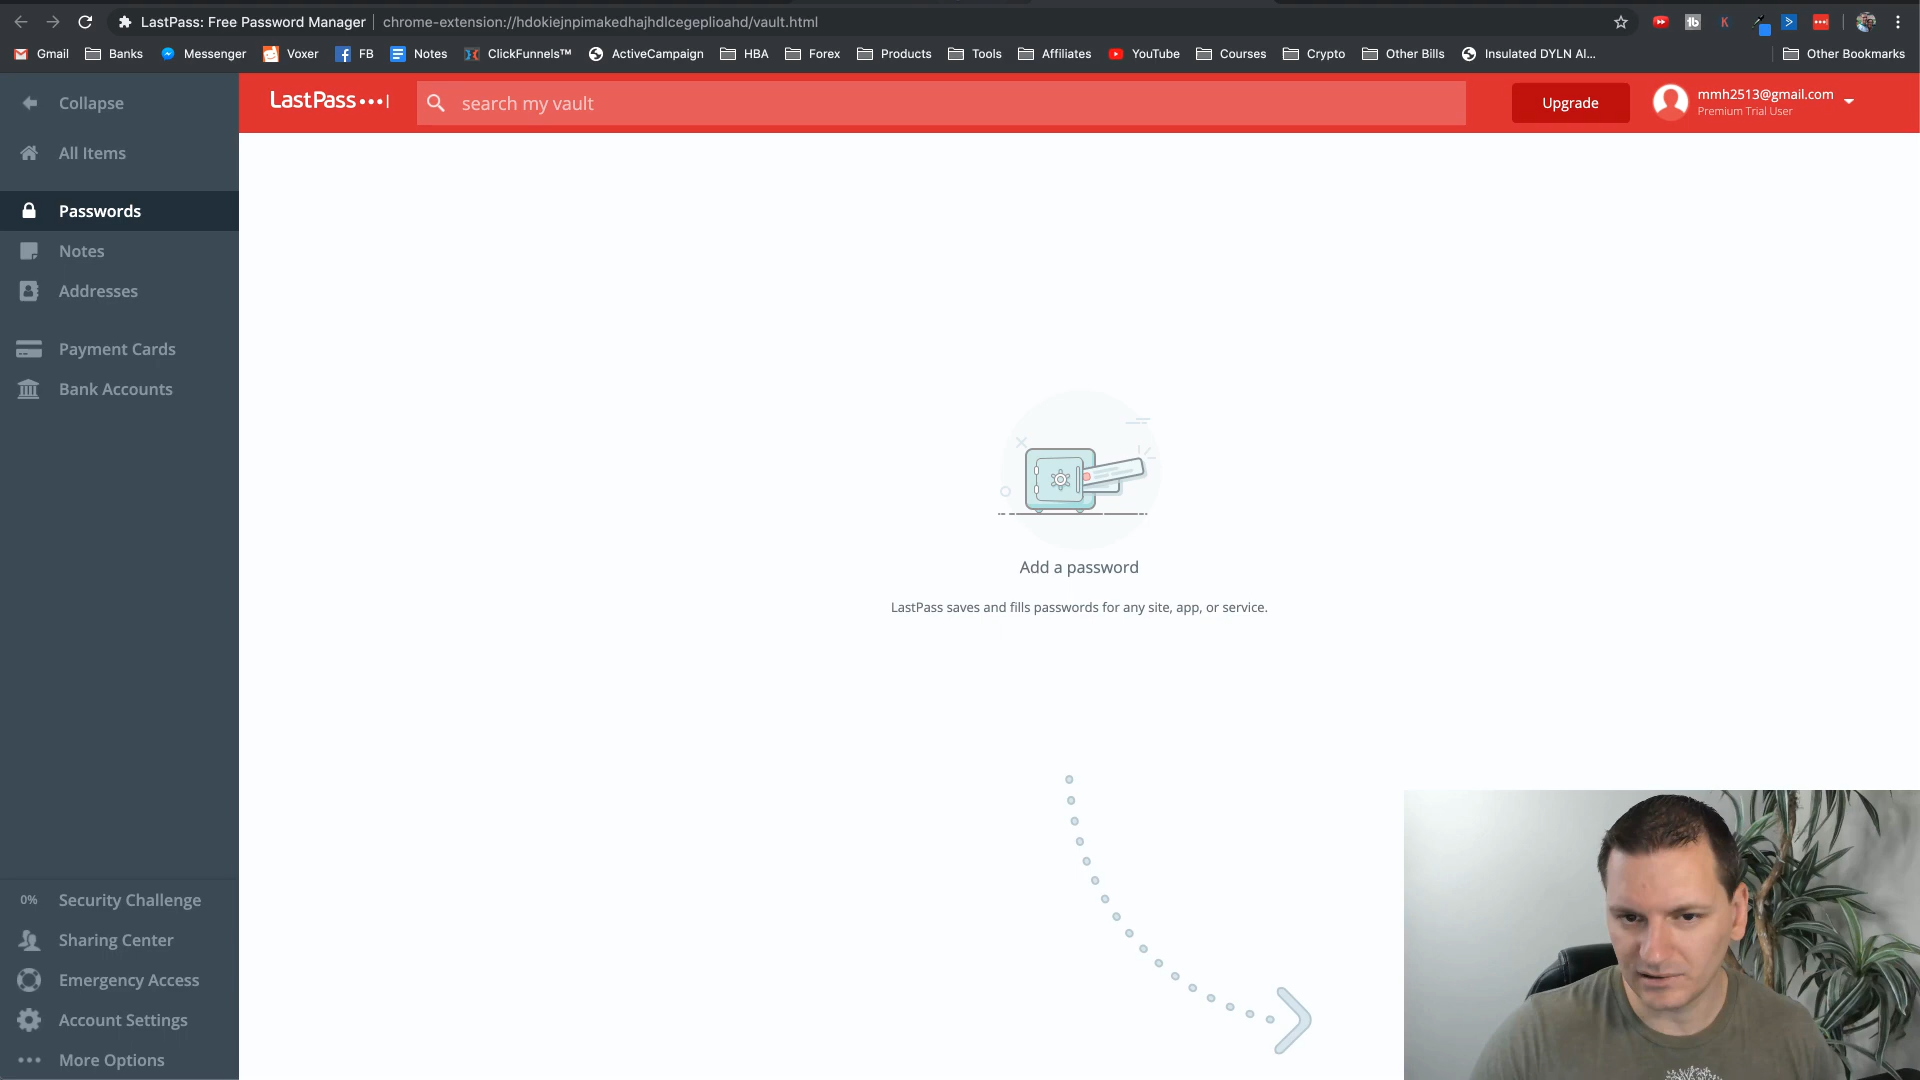 LastPass: Free Password Manager | chrome-extension://hdokiejnpimakedhajhdlcegeplioahd/vault.html
Gmail Banks Messenger Voxer FB Notes ClickFunnels™ ActiveCampaign HBA Forex Products Tools Affiliates YouTube Courses Crypto Other Bills Insulated DYLN Al... Other Bookmarks
Collapse
LastPass •••|
search my vault
Upgrade
mmh2513@gmail.com
Premium Trial User
All Items
Passwords
Notes
Addresses
Payment Cards
Bank Accounts
Add a password
LastPass saves and fills passwords for any site, app, or service.
0% Security Challenge
Sharing Center
Emergency Access
Account Settings
More Options